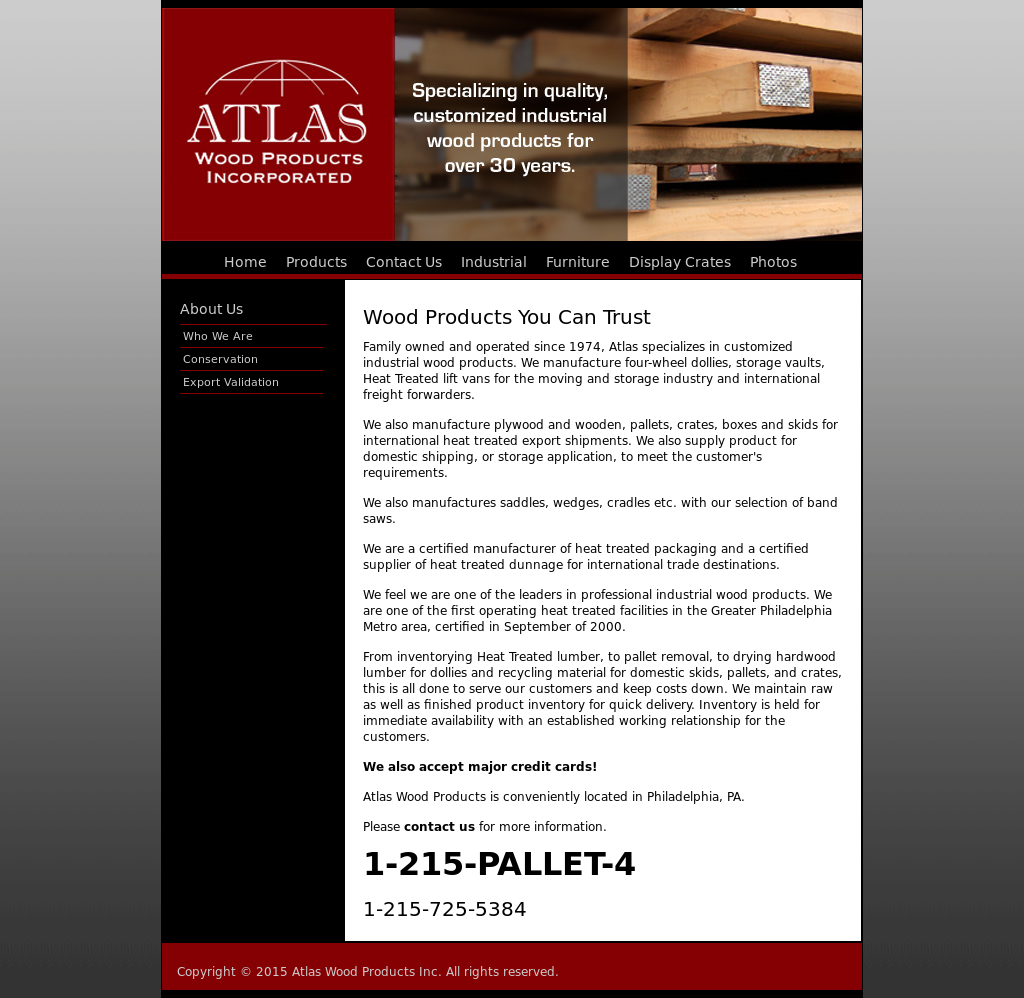 ATLAS
WOOD PRODUCTS
INCORPORATED
Specializing in quality,
customized industrial
wood products for
over 30 years.
Home Products Contact Us Industrial Furniture Display Crates Photos
About Us
Who We Are
Conservation
Export Validation
Wood Products You Can Trust
Family owned and operated since 1974, Atlas specializes in customized
industrial wood products. We manufacture four-wheel dollies, storage vaults,
Heat Treated lift vans for the moving and storage industry and international
freight forwarders.
We also manufacture plywood and wooden, pallets, crates, boxes and skids for
international heat treated export shipments. We also supply product for
domestic shipping, or storage application, to meet the customer's
requirements.
We also manufactures saddles, wedges, cradles etc. with our selection of band
saws.
We are a certified manufacturer of heat treated packaging and a certified
supplier of heat treated dunnage for international trade destinations.
We feel we are one of the leaders in professional industrial wood products. We
are one of the first operating heat treated facilities in the Greater Philadelphia
Metro area, certified in September of 2000.
From inventorying Heat Treated lumber, to pallet removal, to drying hardwood
lumber for dollies and recycling material for domestic skids, pallets, and crates,
this is all done to serve our customers and keep costs down. We maintain raw
as well as finished product inventory for quick delivery. Inventory is held for
immediate availability with an established working relationship for the
customers.
We also accept major credit cards!
Atlas Wood Products is conveniently located in Philadelphia, PA.
Please contact us for more information.
1-215-PALLET-4
1-215-725-5384
Copyright © 2015 Atlas Wood Products Inc. All rights reserved.